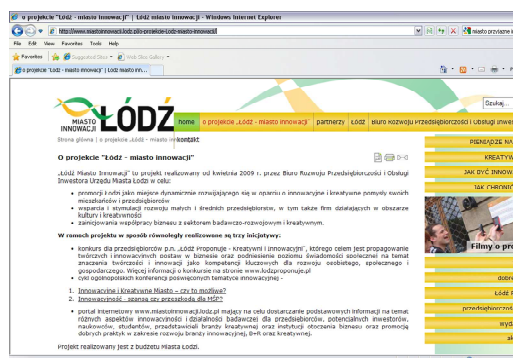 o projekcie "Łódź - miasto innowacji" | Łódź miasto innowacji - Windows Internet Explorer
http://www.miastoinnowacji.lodz.pl/o-projekcie-lodz-miasto-innowacji/
miasto przyjazne
File Edit View Favorites Tools Help
Favorites Suggested Sites Web Slice Gallery
o projekcie "Łódź - miasto innowacji" | Łódź miasto inn...
Szukaj...
MIASTO
INNOWACJI
ŁÓDŹ
home o projekcie „Łódź - miasto innowacji” partnerzy Łódź Biuro Rozwoju Przedsiębiorczości i Obsługi Inwes
kontakt
Strona główna | o projekcie „Łódź - miasto
PIENIĄDZE NA
KREATYW
JAK BYĆ INNOW
JAK CHRONIĆ
Filmy o pro
dobre
Łódź P
przedsiębiorczoś
wyda
ak
O projekcie "Łódź - miasto innowacji"
„Łódź Miasto Innowacji” to projekt realizowany od kwietnia 2009 r. przez Biuro Rozwoju Przedsiębiorczości i Obsługi
Inwestora Urzędu Miasta Łodzi w celu:
• promocji Łodzi jako miejsce dynamicznie rozwijającego się w oparciu o innowacyjne i kreatywne pomysły swoich
mieszkańców i przedsiębiorców
• wsparcia i stymulacji rozwoju małych i średnich przedsiębiorstw, w tym także firm działających w obszarze
kultury i kreatywności
• zainicjowania współpracy biznesu z sektorem badawczo-rozwojowym i kreatywnym.
W ramach projektu w sposób równoległy realizowane są trzy inicjatywy:
• konkurs dla przedsiębiorców p.n. „Łódź Proponuje - Kreatywni i Innowacyjni”, którego celem jest propagowanie
twórczych i innowacyjnych postaw w biznesie oraz podniesienie poziomu świadomości społecznej na temat
znaczenia twórczości i innowacji jako kompetencji kluczowych dla rozwoju osobistego, społecznego i
gospodarczego. Więcej informacji o konkursie na stronie www.lodzproponuje.pl
• cykl ogólnopolskich konferencji poświęconych tematyce innowacyjnej -
1. Innowacyjne i Kreatywne Miasto – czy to możliwe?
2. Innowacyjność - szansa czy przeszkoda dla MŚP?
• portal internetowy www.miastoinnowacji.lodz.pl mający na celu dostarczanie podstawowych informacji na temat
różnych aspektów innowacyjności i działalności badawczej dla przedsiębiorców, potencjalnych inwestorów,
naukowców, studentów, przedstawicieli branży kreatywnej oraz instytucji otoczenia biznesu oraz promocję
dobrych praktyk w zakresie rozwoju branży innowacyjnej, B+R oraz kreatywnej.
Projekt realizowany jest z budżetu Miasta Łodzi.